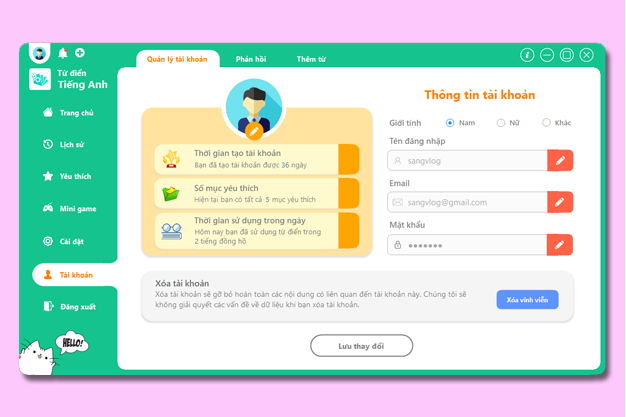 Quản lý tài khoản
Phản hồi
Thêm từ
Từ điển
Tiếng Anh
Trang chủ
Lịch sử
Yêu thích
Mini game
Cài đặt
Tài khoản
Đăng xuất
HELLO!
Thời gian tạo tài khoản
Bạn đã tạo tài khoản được 36 ngày
Số mục yêu thích
Hiện tại bạn có tất cả 5 mục yêu thích
Thời gian sử dụng trong ngày
Hôm nay bạn đã sử dụng từ điển trong
2 tiếng đồng hồ
Thông tin tài khoản
Giới tính Nam Nữ Khác
Tên đăng nhập
sangvlog
Email
sangvlog@gmail.com
Mật khẩu
Xóa tài khoản
Xóa tài khoản sẽ gỡ bỏ hoàn toàn các nội dung có liên quan đến tài khoản này. Chúng tôi sẽ
không giải quyết các vấn đề về dữ liệu khi bạn xóa tài khoản.
Xóa vĩnh viễn
Lưu thay đổi